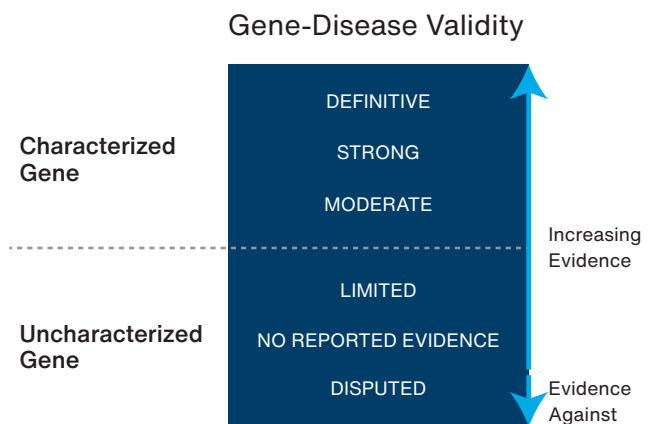 Gene-Disease Validity
DEFINITIVE
Characterized
Gene
STRONG
MODERATE
Increasing
Evidence
LIMITED
Uncharacterized
Gene
NO REPORTED EVIDENCE
DISPUTED
Evidence
Against